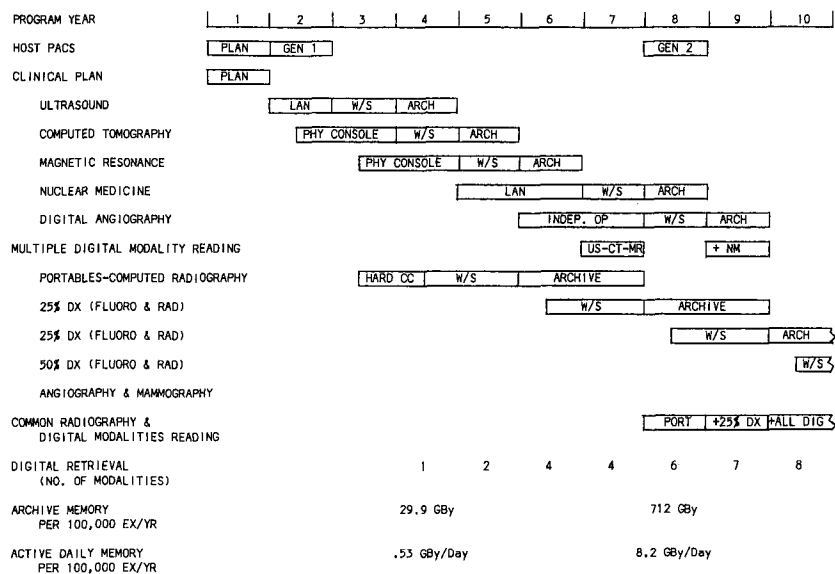 PROGRAM YEAR 1 2 3 4 5 6 7 8 9 10
HOST PACS PLAN GEN 1 GEN 2
CLINICAL PLAN PLAN
ULTRASOUND LAN W/S ARCH
COMPUTED TOMOGRAPHY PHY CONSOLE W/S ARCH
MAGNETIC RESONANCE PHY CONSOLE W/S ARCH
NUCLEAR MEDICINE LAN W/S ARCH
DIGITAL ANGIOGRAPHY INDEP. OP W/S ARCH
MULTIPLE DIGITAL MODALITY READING US-CT-MR + NM
PORTABLES-COMPUTED RADIOGRAPHY HARD CC W/S ARCHIVE
25% DX (FLUORO & RAD) W/S ARCHIVE
25% DX (FLUORO & RAD) W/S ARCH
50% DX (FLUORO & RAD) W/S
ANGIOGRAPHY & MAMMOGRAPHY
COMMON RADIOGRAPHY & PORT +25% DX +ALL DIG
DIGITAL MODALITIES READING
DIGITAL RETRIEVAL 1 2 4 4 6 7 8
(NO. OF MODALITIES)
ARCHIVE MEMORY 29.9 GBy 712 GBy
PER 100,000 EX/YR
ACTIVE DAILY MEMORY .53 GBy/Day 8.2 GBy/Day
PER 100,000 EX/YR